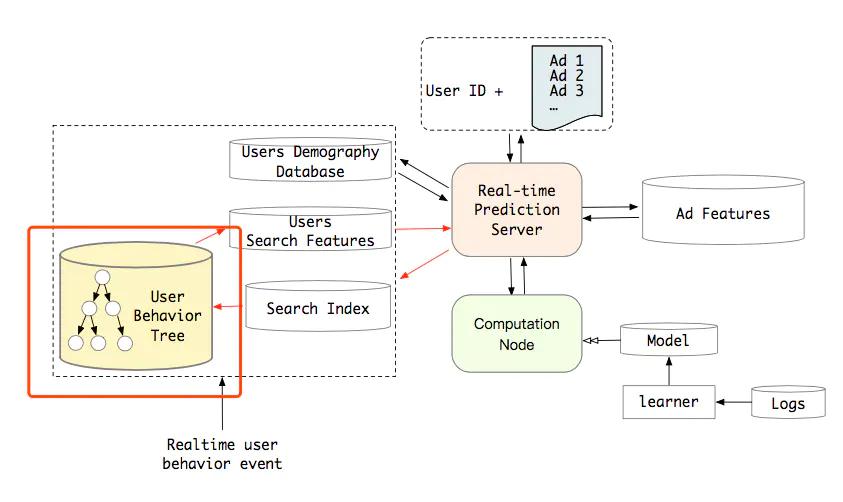 User ID +
Ad 1
Ad 2
Ad 3
…
Users Demography
Database
Real-time
Prediction
Server
Ad Features
Users
Search Features
User
Behavior
Tree
Search Index
Computation
Node
Model
learner
Logs
Realtime user
behavior event